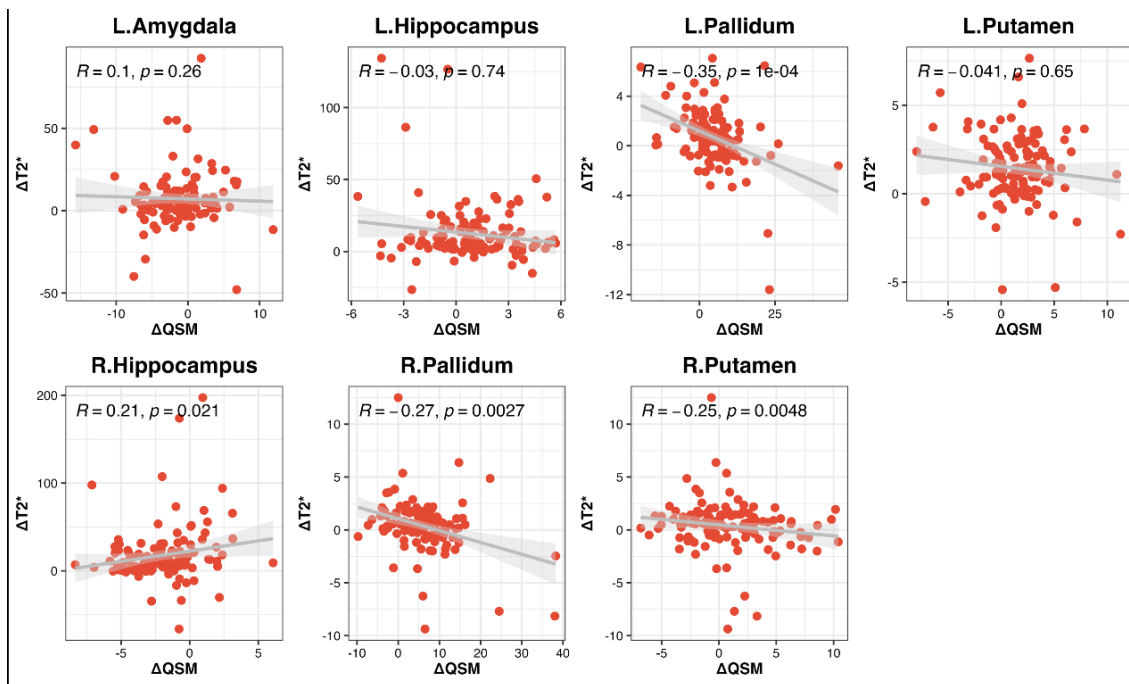 L.Amygdala
R = 0.1, p = 0.26
ΔT2*
50
0
-50
-10
0
10
ΔQSM
L.Hippocampus
R = −0.03, p = 0.74
ΔT2*
100
50
0
-6
-3
0
3
6
ΔQSM
L.Pallidum
R = −0.35, p = 1e−04
ΔT2*
4
0
-4
-8
-12
0
25
ΔQSM
L.Putamen
R = −0.041, p = 0.65
ΔT2*
5
0
-5
-5
0
5
10
ΔQSM
R.Hippocampus
R = 0.21, p = 0.021
ΔT2*
200
150
100
50
0
-5
0
5
ΔQSM
R.Pallidum
R = −0.27, p = 0.0027
ΔT2*
10
5
0
-5
-10
-10
0
10
20
30
40
ΔQSM
R.Putamen
R = −0.25, p = 0.0048
ΔT2*
10
5
0
-5
-10
-5
0
5
10
ΔQSM